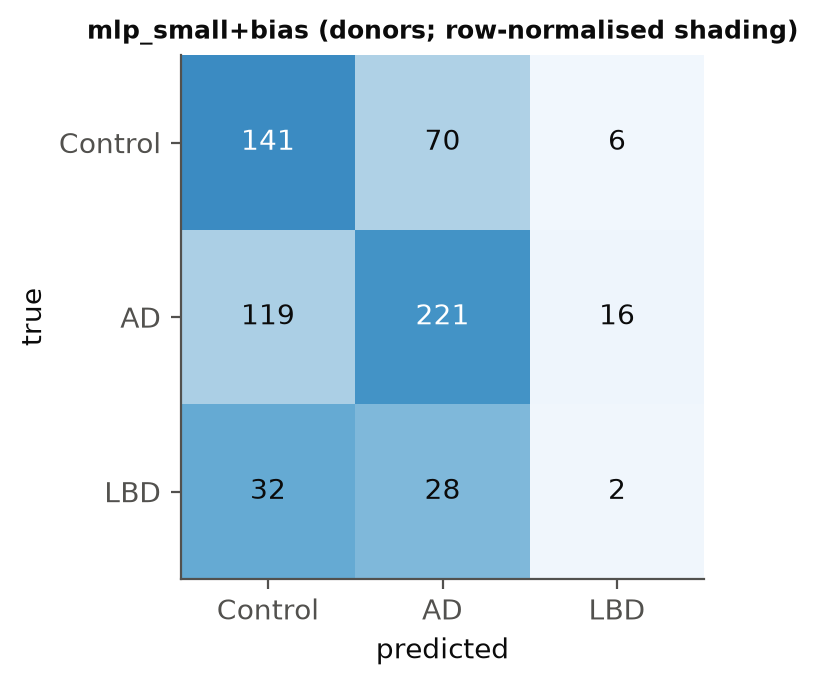 mlp_small+bias (donors; row-normalised shading)
Control 141 70 6
AD 119 221 16
LBD 32 28 2
Control AD LBD
predicted
true